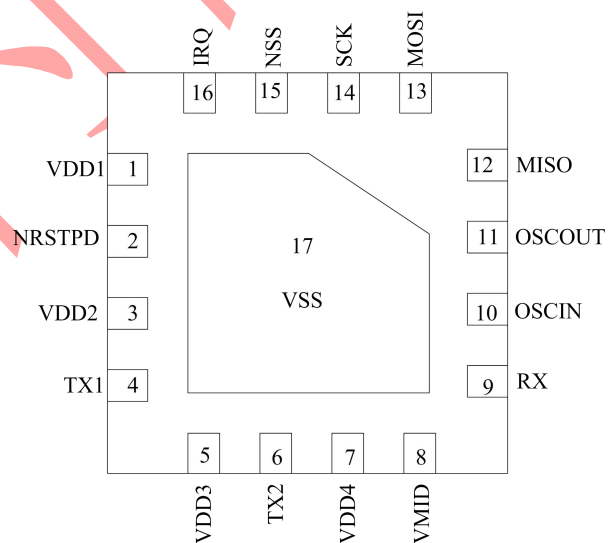 IRQ NSS SCK MOSI
16 15 14 13
VDD1 1 12 MISO
NRSTPD 2 11 OSCOUT
17
VSS
VDD2 3 10 OSCIN
TX1 4 9 RX
5 6 7 8
VDD3 TX2 VDD4 VMID